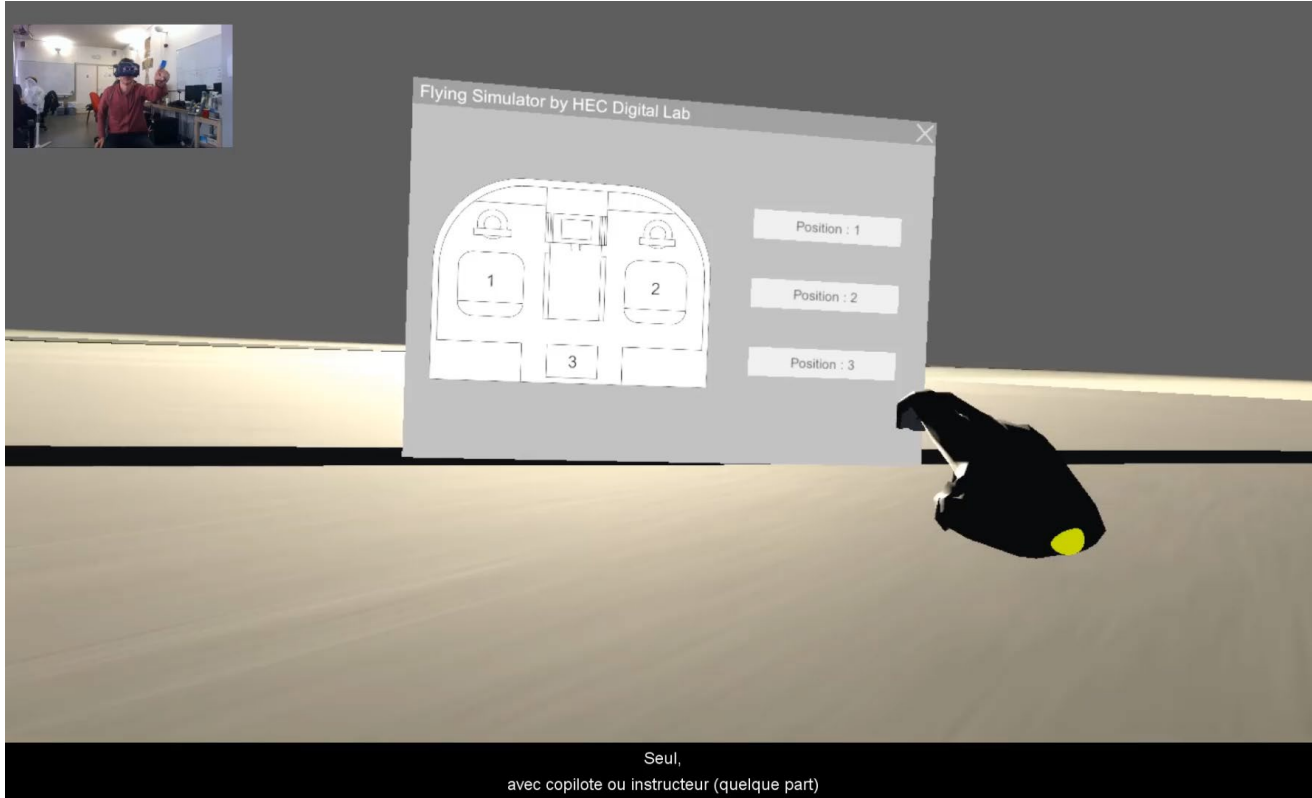 Flying Simulator by HEC Digital Lab
1
2
3
Position : 1
Position : 2
Position : 3
Seul,
avec copilote ou instructeur (quelque part)